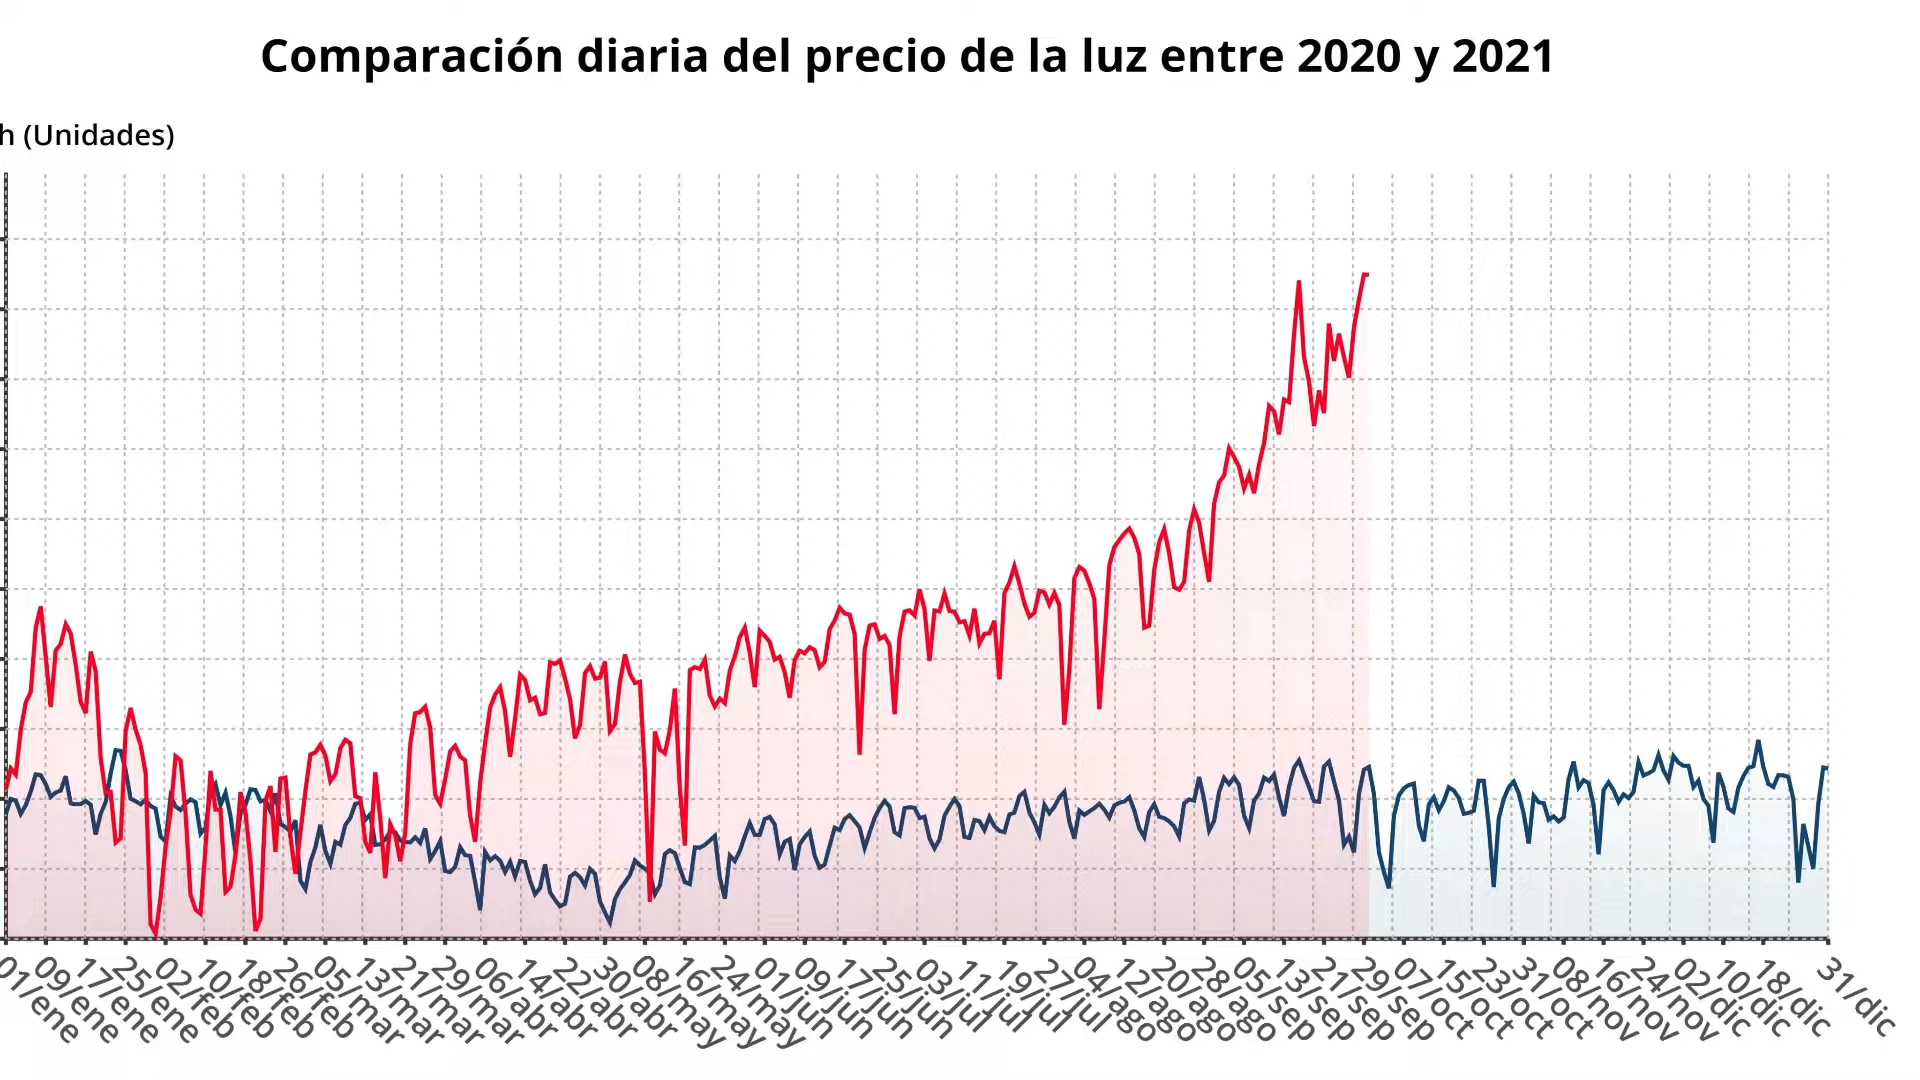 Comparación diaria del precio de la luz entre 2020 y 2021
h (Unidades)
01/ene
09/ene
17/ene
25/ene
02/feb
10/feb
18/feb
26/feb
05/mar
13/mar
21/mar
29/mar
06/abr
14/abr
22/abr
30/abr
08/may
16/may
24/may
01/jun
09/jun
17/jun
25/jun
03/jul
11/jul
19/jul
27/jul
04/ago
12/ago
20/ago
28/ago
05/sep
13/sep
21/sep
29/sep
07/oct
15/oct
23/oct
31/oct
08/nov
16/nov
24/nov
02/dic
10/dic
18/dic
31/dic